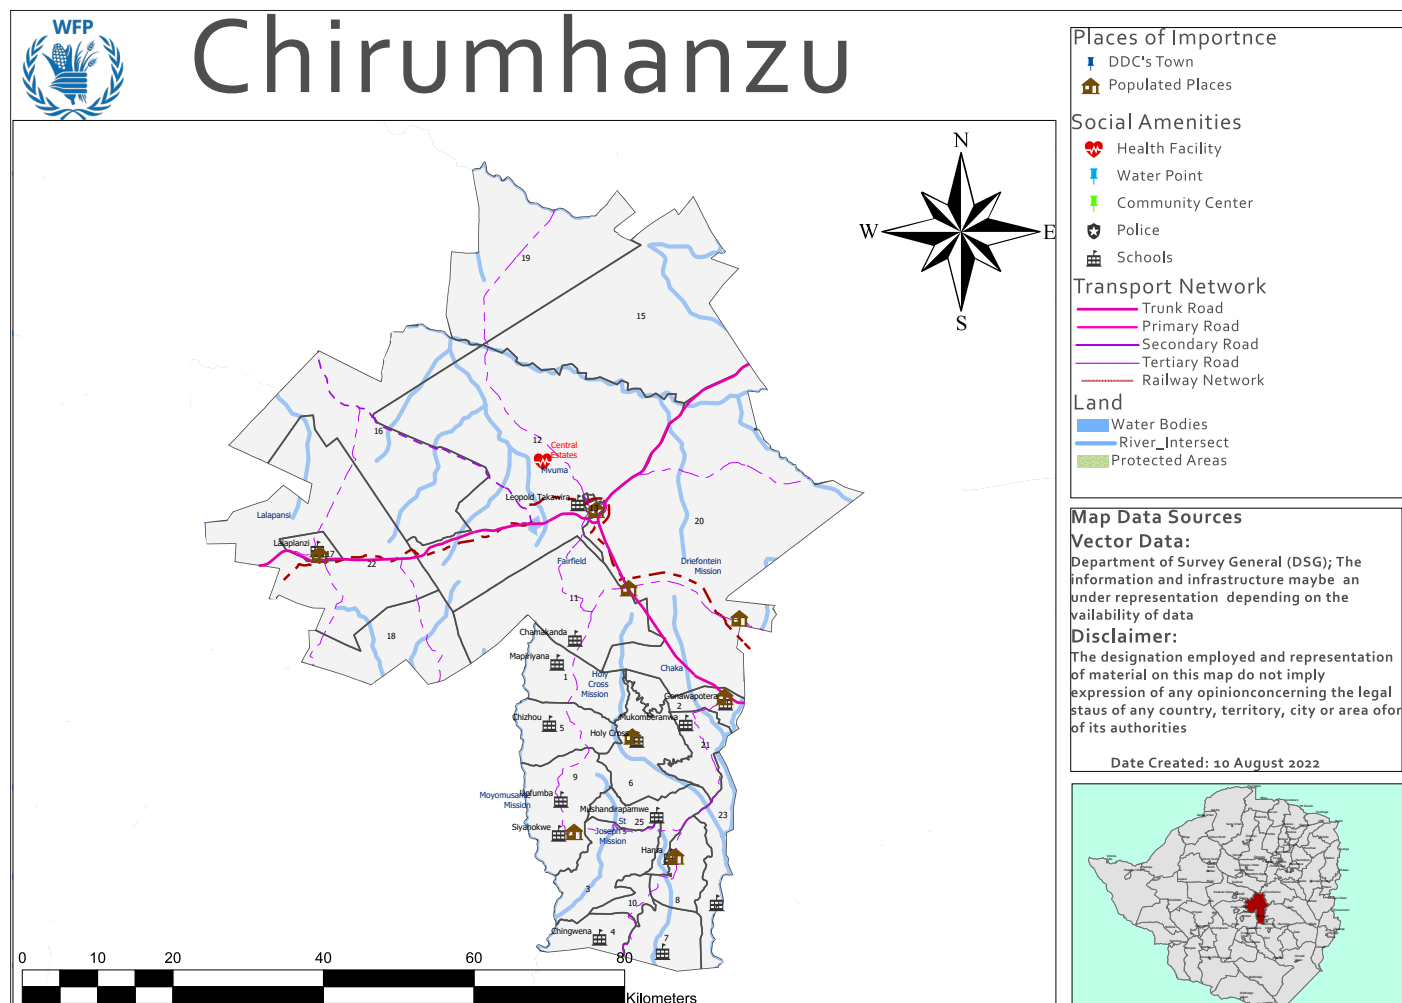 WFP
Chirumhanzu
N
W
E
S
19
15
16
12
Central
Estates
Mvuma
Leopold Takawira
20
Lalapansi
Lalaplanzi
17
22
Fairfield
Driefontein
Mission
11
18
Chamakanda
Mapiriyana
1
Holy
Cross
Mission
Chaka
Gonawapotera
2
Chizhou
5
Mukomberanwa
Holy Cross
21
9
6
Moyomusande
Mission
23
Mushandirapamwe
Siyahokwe
St
Joseph's
Mission
25
Hama
3
10
8
Chingwena
4
7
0
10
20
40
60
80
Kilometers
Places of Importnce
DDC's Town
Populated Places
Social Amenities
Health Facility
Water Point
Community Center
Police
Schools
Transport Network
Trunk Road
Primary Road
Secondary Road
Tertiary Road
Railway Network
Land
Water Bodies
River_Intersect
Protected Areas
Map Data Sources
Vector Data:
Department of Survey General (DSG); The
information and infrastructure maybe an
under representation depending on the
vailability of data
Disclaimer:
The designation employed and representation
of material on this map do not imply
expression of any opinionconcerning the legal
staus of any country, territory, city or area ofor
of its authorities
Date Created: 10 August 2022